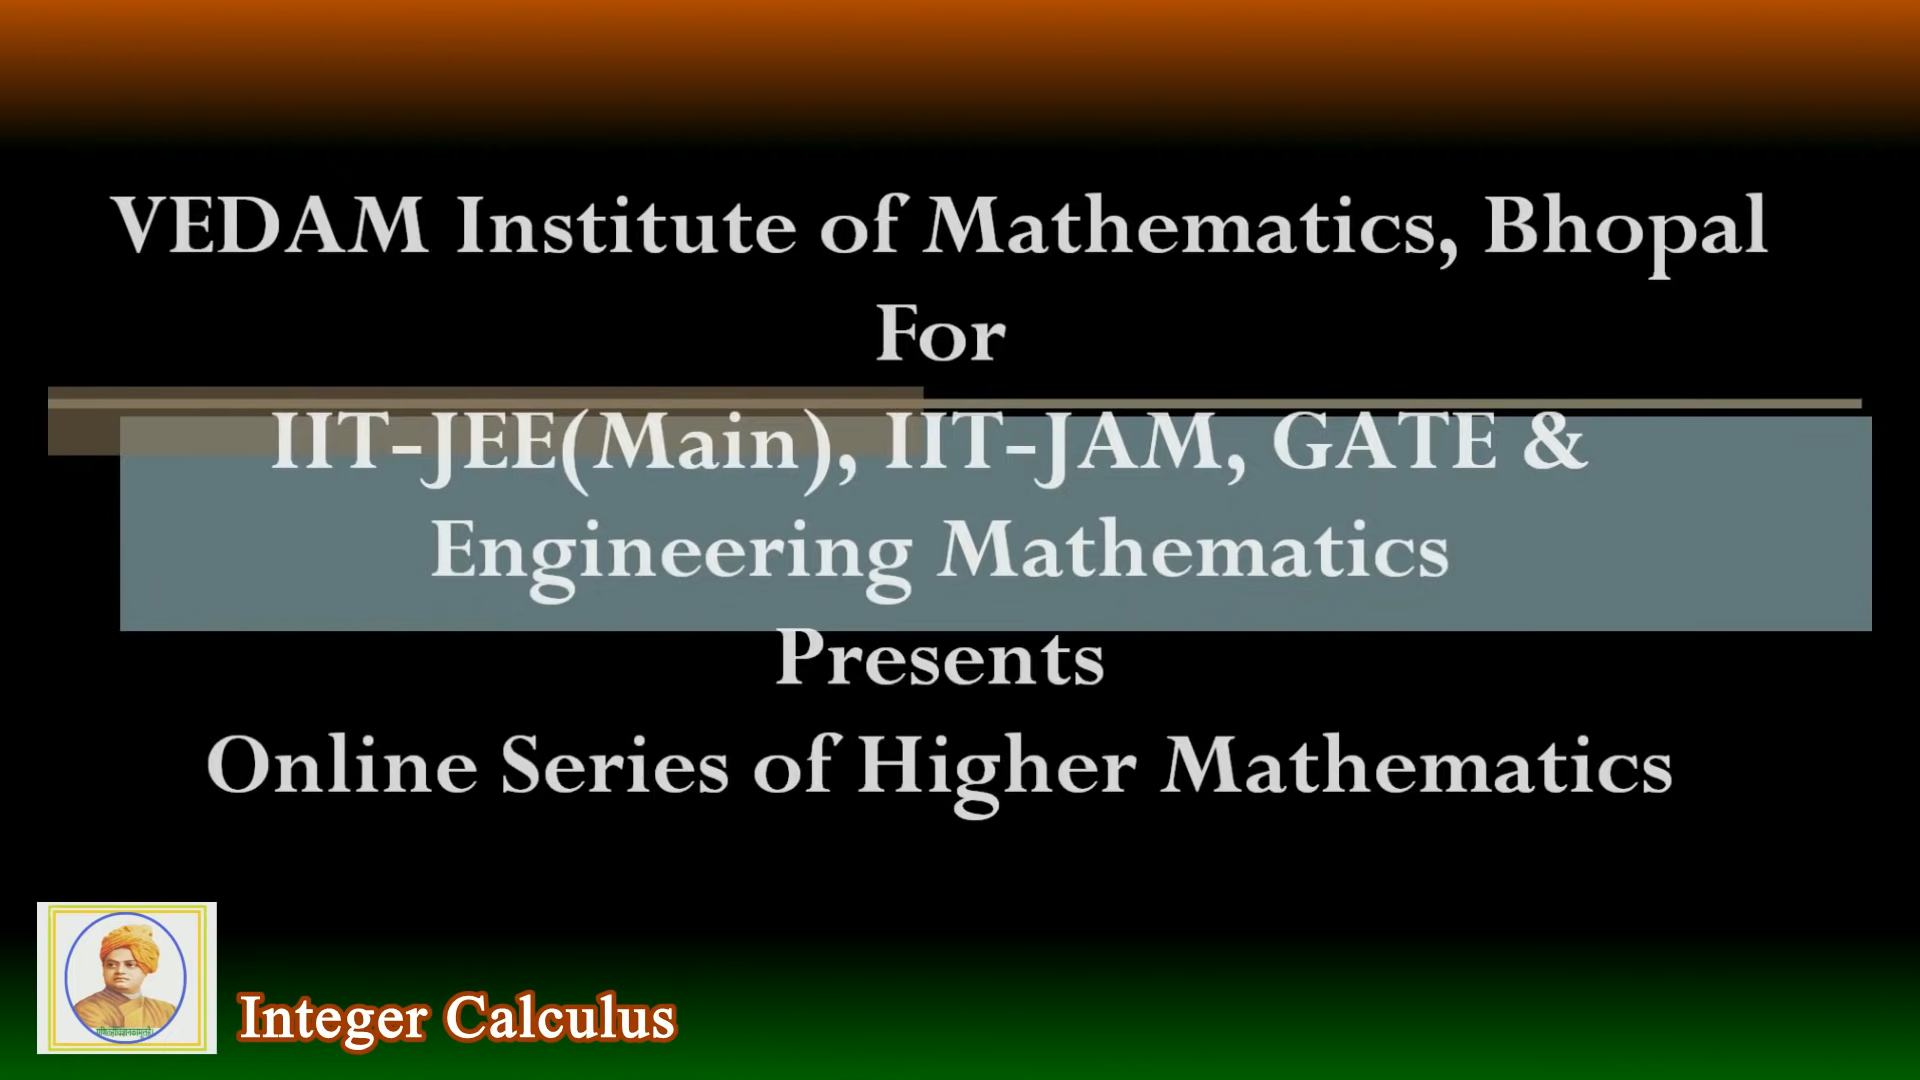 VEDAM Institute of Mathematics, Bhopal
For
IIT-JEE(Main), IIT-JAM, GATE &
Engineering Mathematics
Presents
Online Series of Higher Mathematics
Integer Calculus